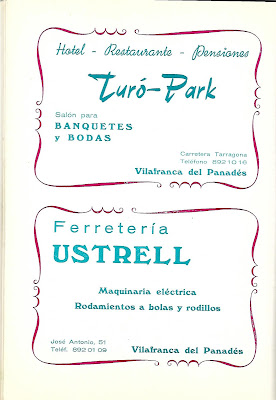 Hotel - Restaurante - Pensiones
Turó-Park
Salón para
BANQUETES
y BODAS
Carretera Tarragona
Teléfono 892 10 16
Vilafranca del Panadés
Ferretería
USTRELL
Maquinaria eléctrica
Rodamientos a bolas y rodillos
José Antonio, 51
Teléf. 892 01 09
Vilafranca del Panadés